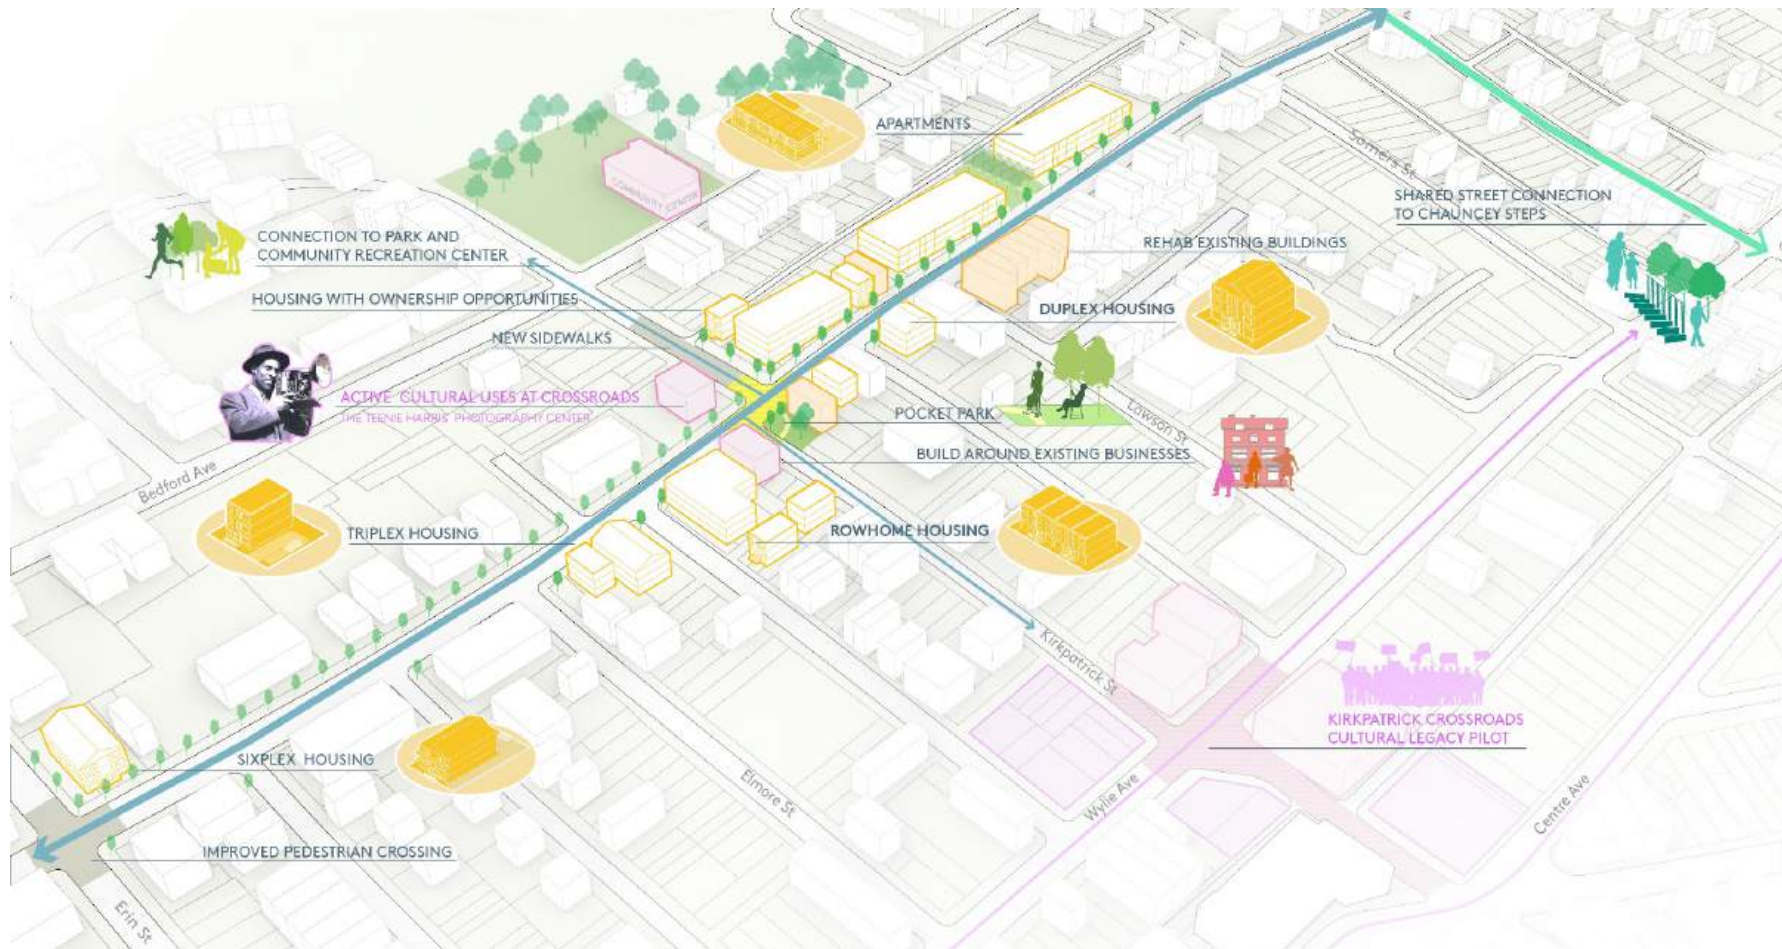 APARTMENTS
COMMUNITY CENTER
Somers St
SHARED STREET CONNECTION
TO CHAUNCEY STEPS
CONNECTION TO PARK AND
COMMUNITY RECREATION CENTER
REHAB EXISTING BUILDINGS
HOUSING WITH OWNERSHIP OPPORTUNITIES
DUPLEX HOUSING
NEW SIDEWALKS
ACTIVE CULTURAL USES AT CROSSROADS
THE TEENIE HARRIS PHOTOGRAPHY CENTER
POCKET PARK
Lawson St
BUILD AROUND EXISTING BUSINESSES
Bedford Ave
TRIPLEX HOUSING
ROWHOME HOUSING
Kirkpatrick St
KIRKPATRICK CROSSROADS
CULTURAL LEGACY PILOT
SIXPLEX HOUSING
Elmore St
Wylie Ave
Centre Ave
IMPROVED PEDESTRIAN CROSSING
Erin St